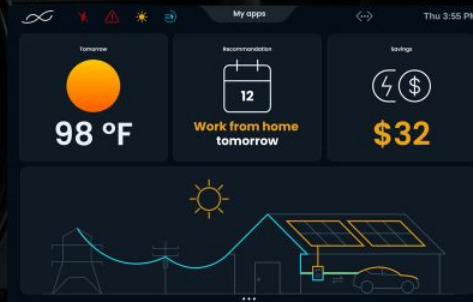 My apps
Thu 3:55 PM
Tomorrow
98 °F
Recommendation
12
Work from home
tomorrow
Savings
$32